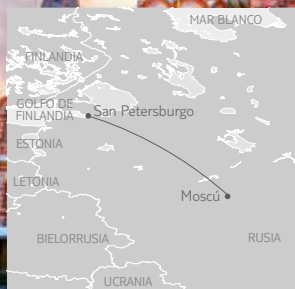 MAR BLANCO
FINLANDIA
GOLFO DE
FINLANDIA
San Petersburgo
ESTONIA
LETONIA
Moscú
BIELORRUSIA
RUSIA
UCRANIA